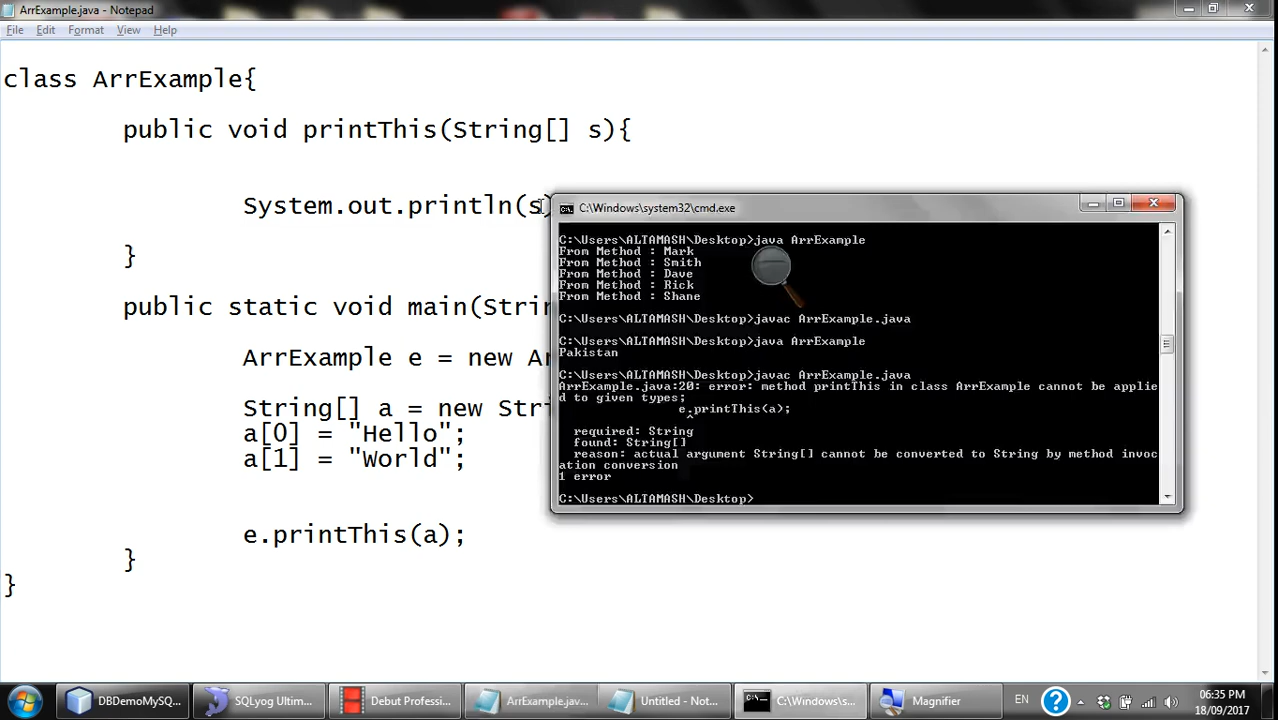 ArrExample.java - Notepad
File Edit Format View Help
class ArrExample{
public void printThis(String[] s){
System.out.println(s)
}
public static void main(Strin
ArrExample e = new Ar
String[] a = new Stri
a[0] = "Hello";
a[1] = "World";
e.printThis(a);
}
}
C:\Windows\system32\cmd.exe
C:\Users\ALTAMASH\Desktop>java ArrExample
From Method : Mark
From Method : Smith
From Method : Dave
From Method : Rick
From Method : Shane
C:\Users\ALTAMASH\Desktop>javac ArrExample.java
C:\Users\ALTAMASH\Desktop>java ArrExample
Pakistan
C:\Users\ALTAMASH\Desktop>javac ArrExample.java
ArrExample.java:20: error: method printThis in class ArrExample cannot be applie
d to given types;
e.printThis(a);
^
required: String
found: String[]
reason: actual argument String[] cannot be converted to String by method invoc
ation conversion
1 error
C:\Users\ALTAMASH\Desktop>
DBDemoMySQ... SQLyog Ultim... Debut Professi... ArrExample.jav... Untitled - Not... C:\Windows\s... Magnifier EN 06:35 PM
18/09/2017